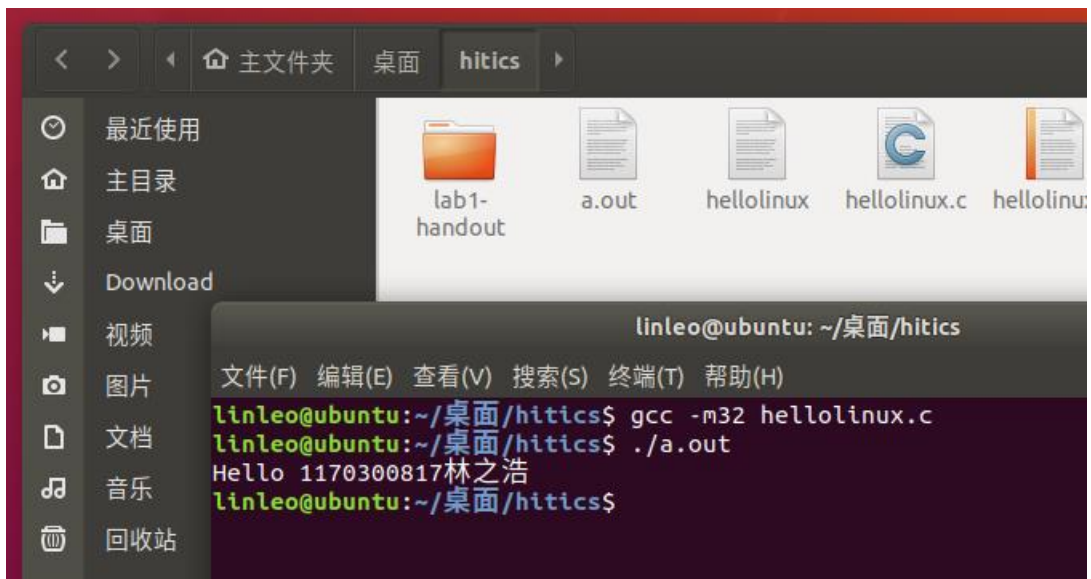 主文件夹 桌面 hitics
最近使用
主目录
桌面
Download
视频
图片
文档
音乐
回收站
lab1-
handout
a.out
hellolinux
hellolinux.c
hellolinux
linleo@ubuntu: ~/桌面/hitics
文件(F) 编辑(E) 查看(V) 搜索(S) 终端(T) 帮助(H)
linleo@ubuntu:~/桌面/hitics$ gcc -m32 hellolinux.c
linleo@ubuntu:~/桌面/hitics$ ./a.out
Hello 1170300817林之浩
linleo@ubuntu:~/桌面/hitics$